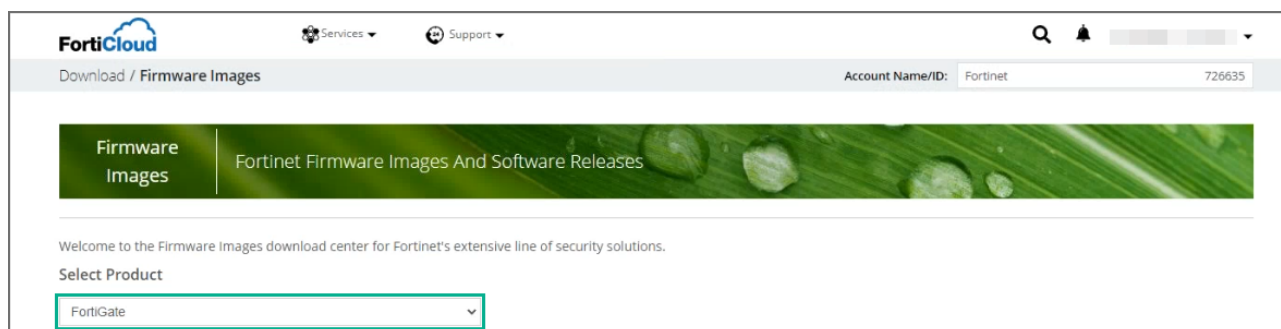 FortiCloud
Services
Support
Download / Firmware Images
Account Name/ID: Fortinet 726635
Firmware Images
Fortinet Firmware Images And Software Releases
Welcome to the Firmware Images download center for Fortinet's extensive line of security solutions.
Select Product
FortiGate